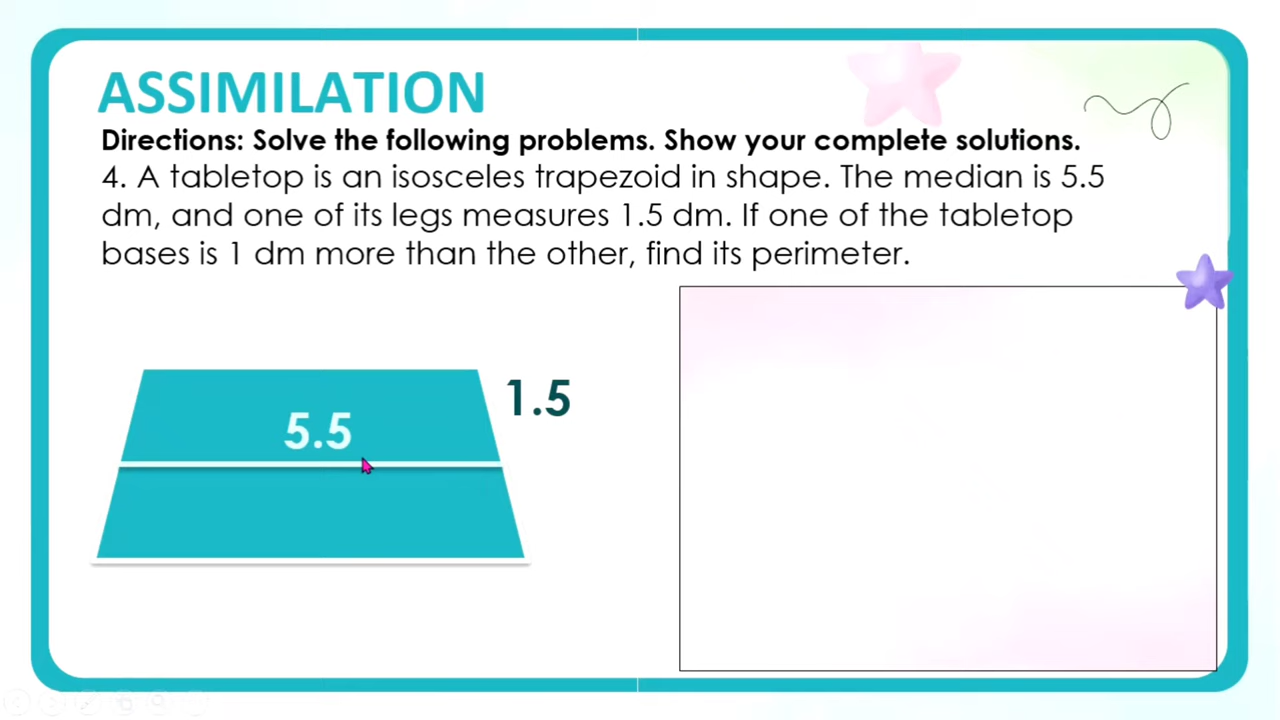 ASSIMILATION
Directions: Solve the following problems. Show your complete solutions.
4. A tabletop is an isosceles trapezoid in shape. The median is 5.5
dm, and one of its legs measures 1.5 dm. If one of the tabletop
bases is 1 dm more than the other, find its perimeter.
1.5
5.5